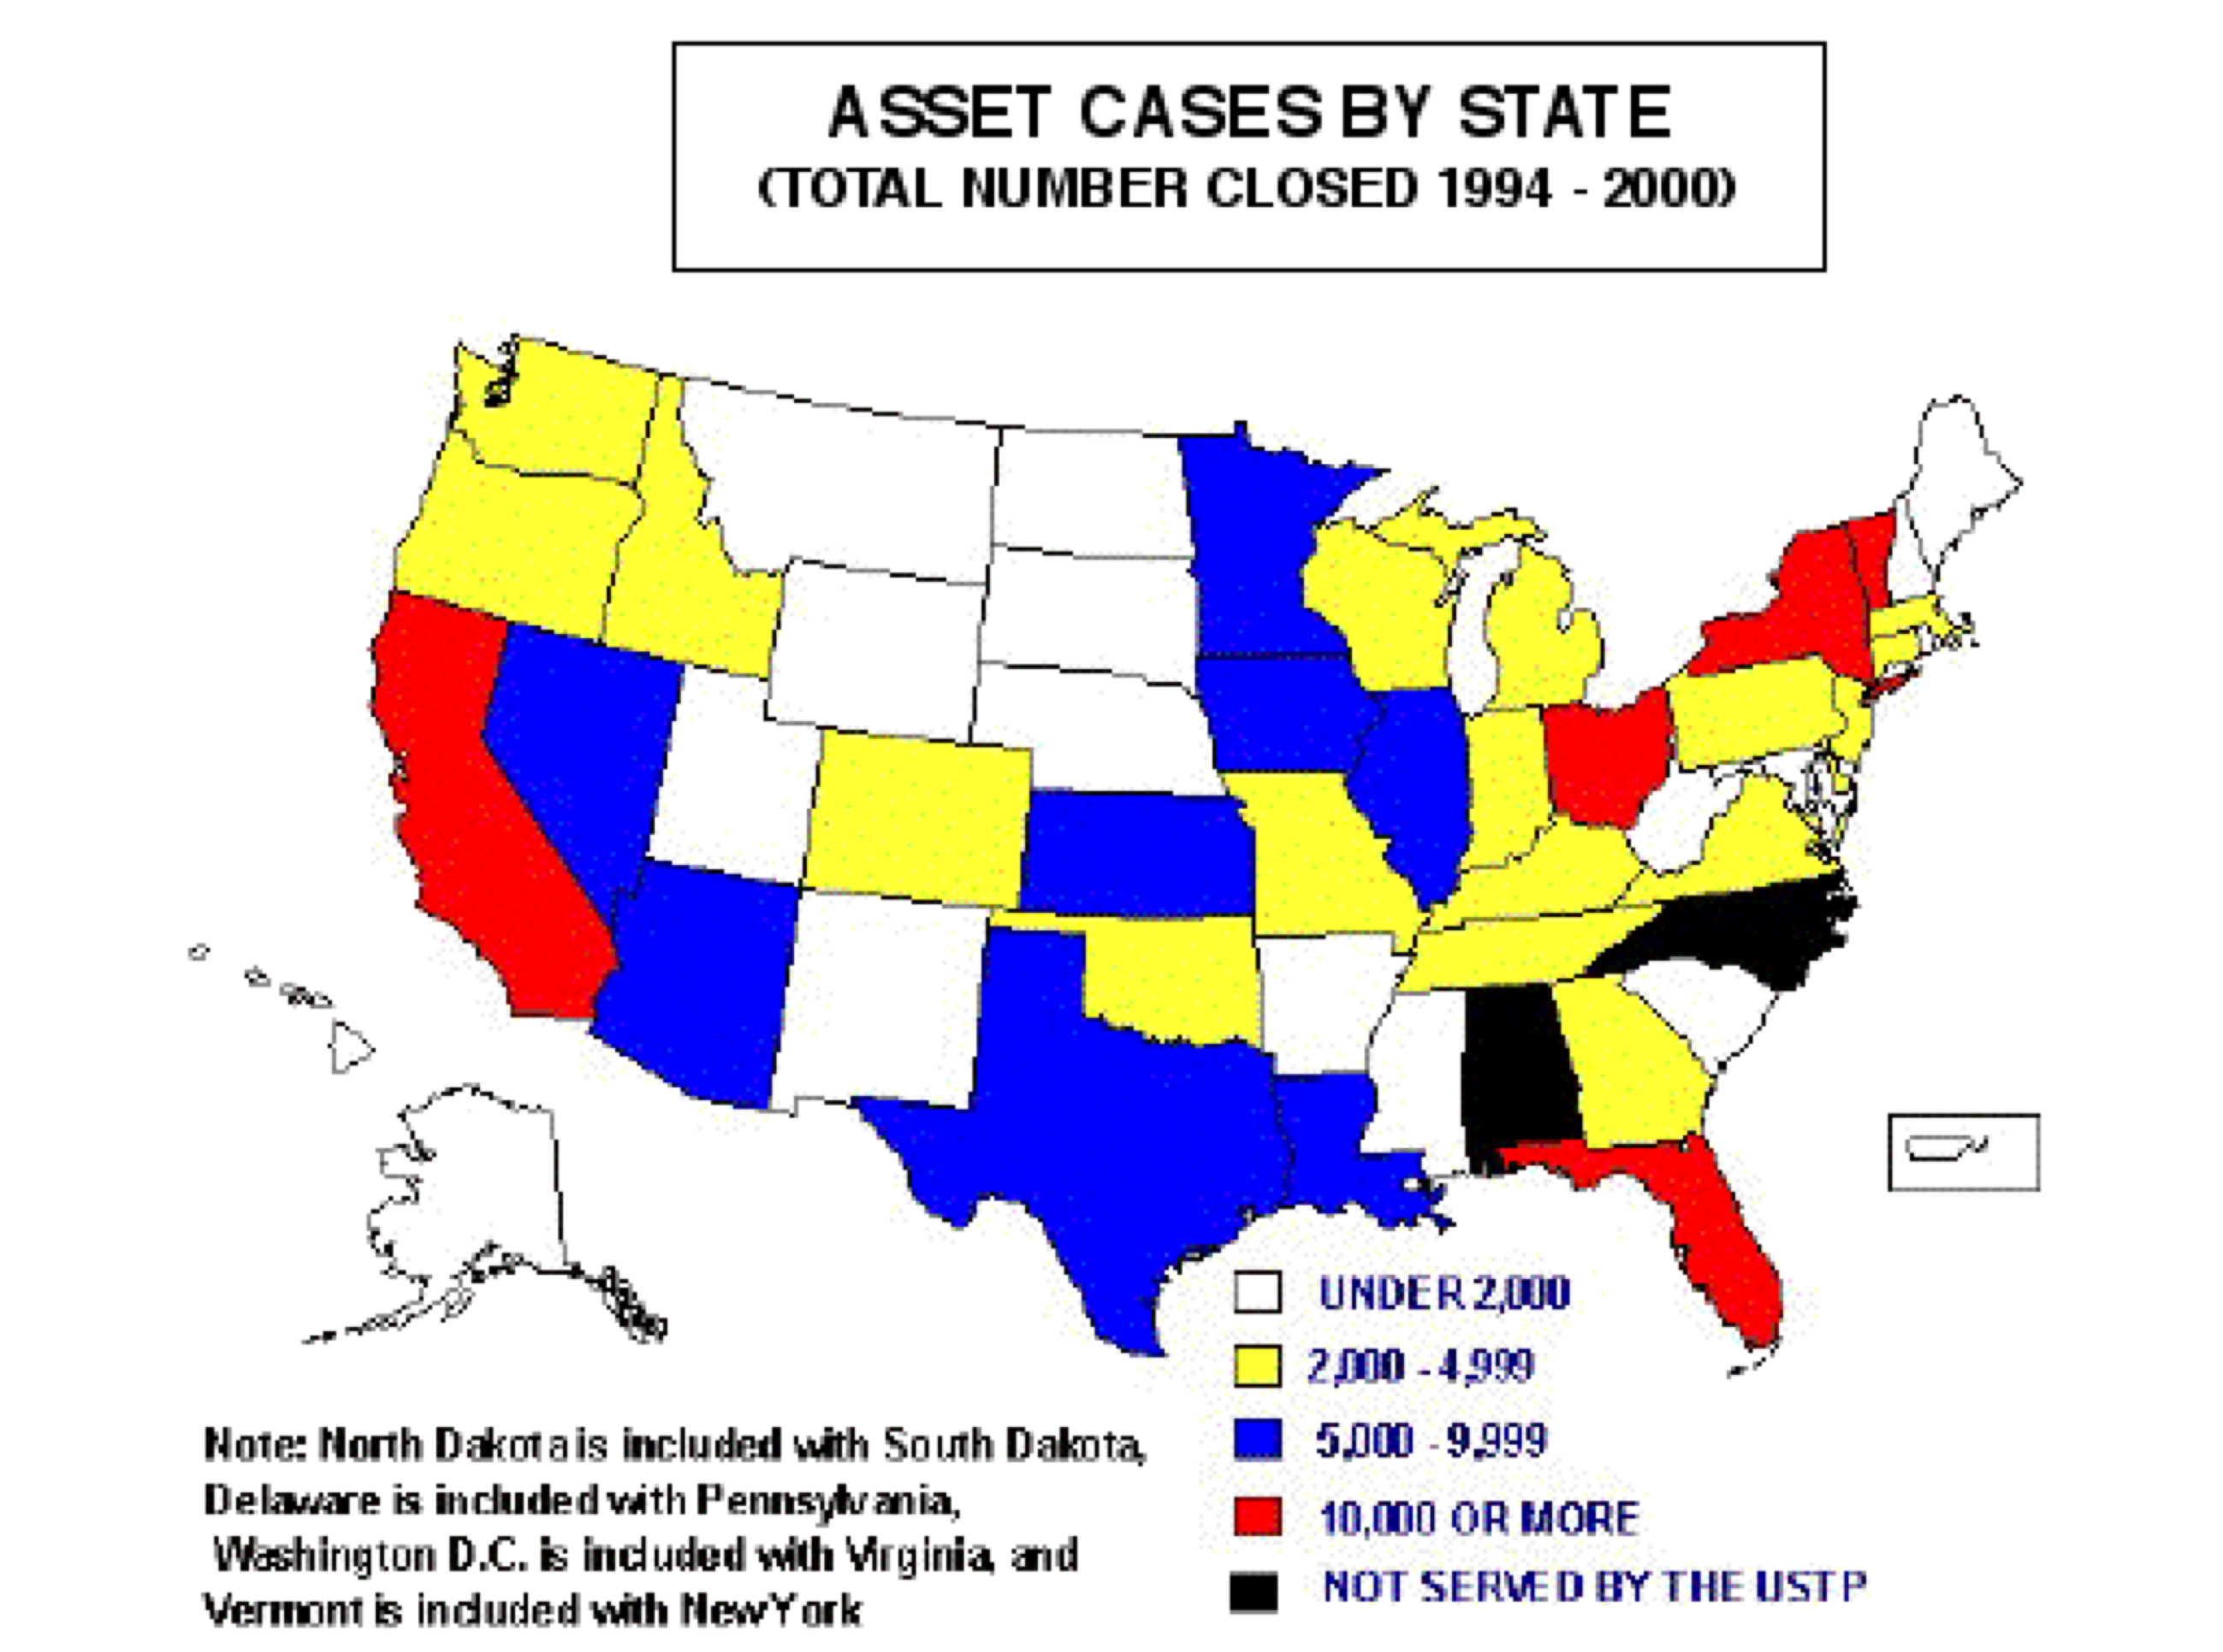 ASSET CASES BY STATE
(TOTAL NUMBER CLOSED 1994 - 2000)
UNDER 2,000
2,000 - 4,999
5,000 - 9,999
10,000 OR MORE
NOT SERVED BY THE USTP
Note: North Dakota is included with South Dakota,
Delaware is included with Pennsylvania,
Washington D.C. is included with Virginia, and
Vermont is included with New York